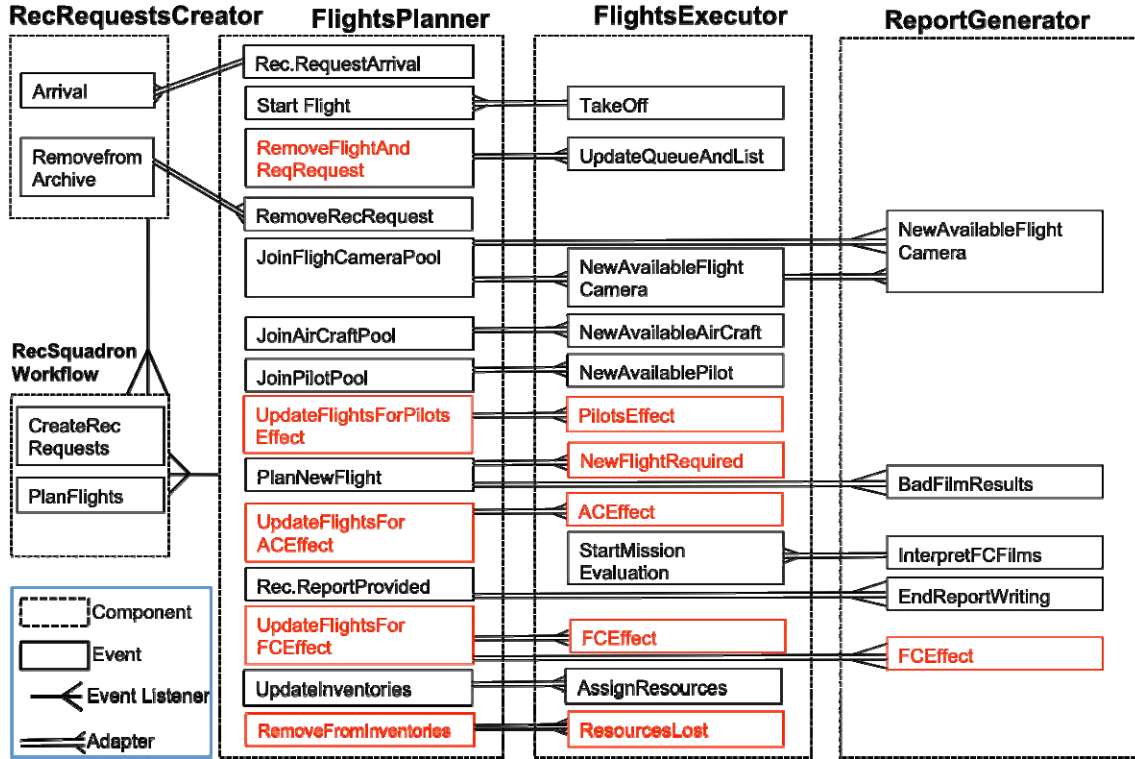 RecRequestsCreator
FlightsPlanner
FlightsExecutor
ReportGenerator
Arrival
Removefrom
Archive
RecSquadron
Workflow
CreateRec
Requests
PlanFlights
Component
Event
Event Listener
Adapter
Rec.RequestArrival
Start Flight
RemoveFlightAnd
ReqRequest
RemoveRecRequest
JoinFlighCameraPool
JoinAirCraftPool
JoinPilotPool
UpdateFlightsForPilots
Effect
PlanNewFlight
UpdateFlightsFor
ACEffect
Rec.ReportProvided
UpdateFlightsFor
FCEffect
UpdateInventories
RemoveFromInventories
TakeOff
UpdateQueueAndList
NewAvailableFlight
Camera
NewAvailableAirCraft
NewAvailablePilot
PilotsEffect
NewFlightRequired
ACEffect
StartMission
Evaluation
FCEffect
AssignResources
ResourcesLost
NewAvailableFlight
Camera
BadFilmResults
InterpretFCFilms
EndReportWriting
FCEffect